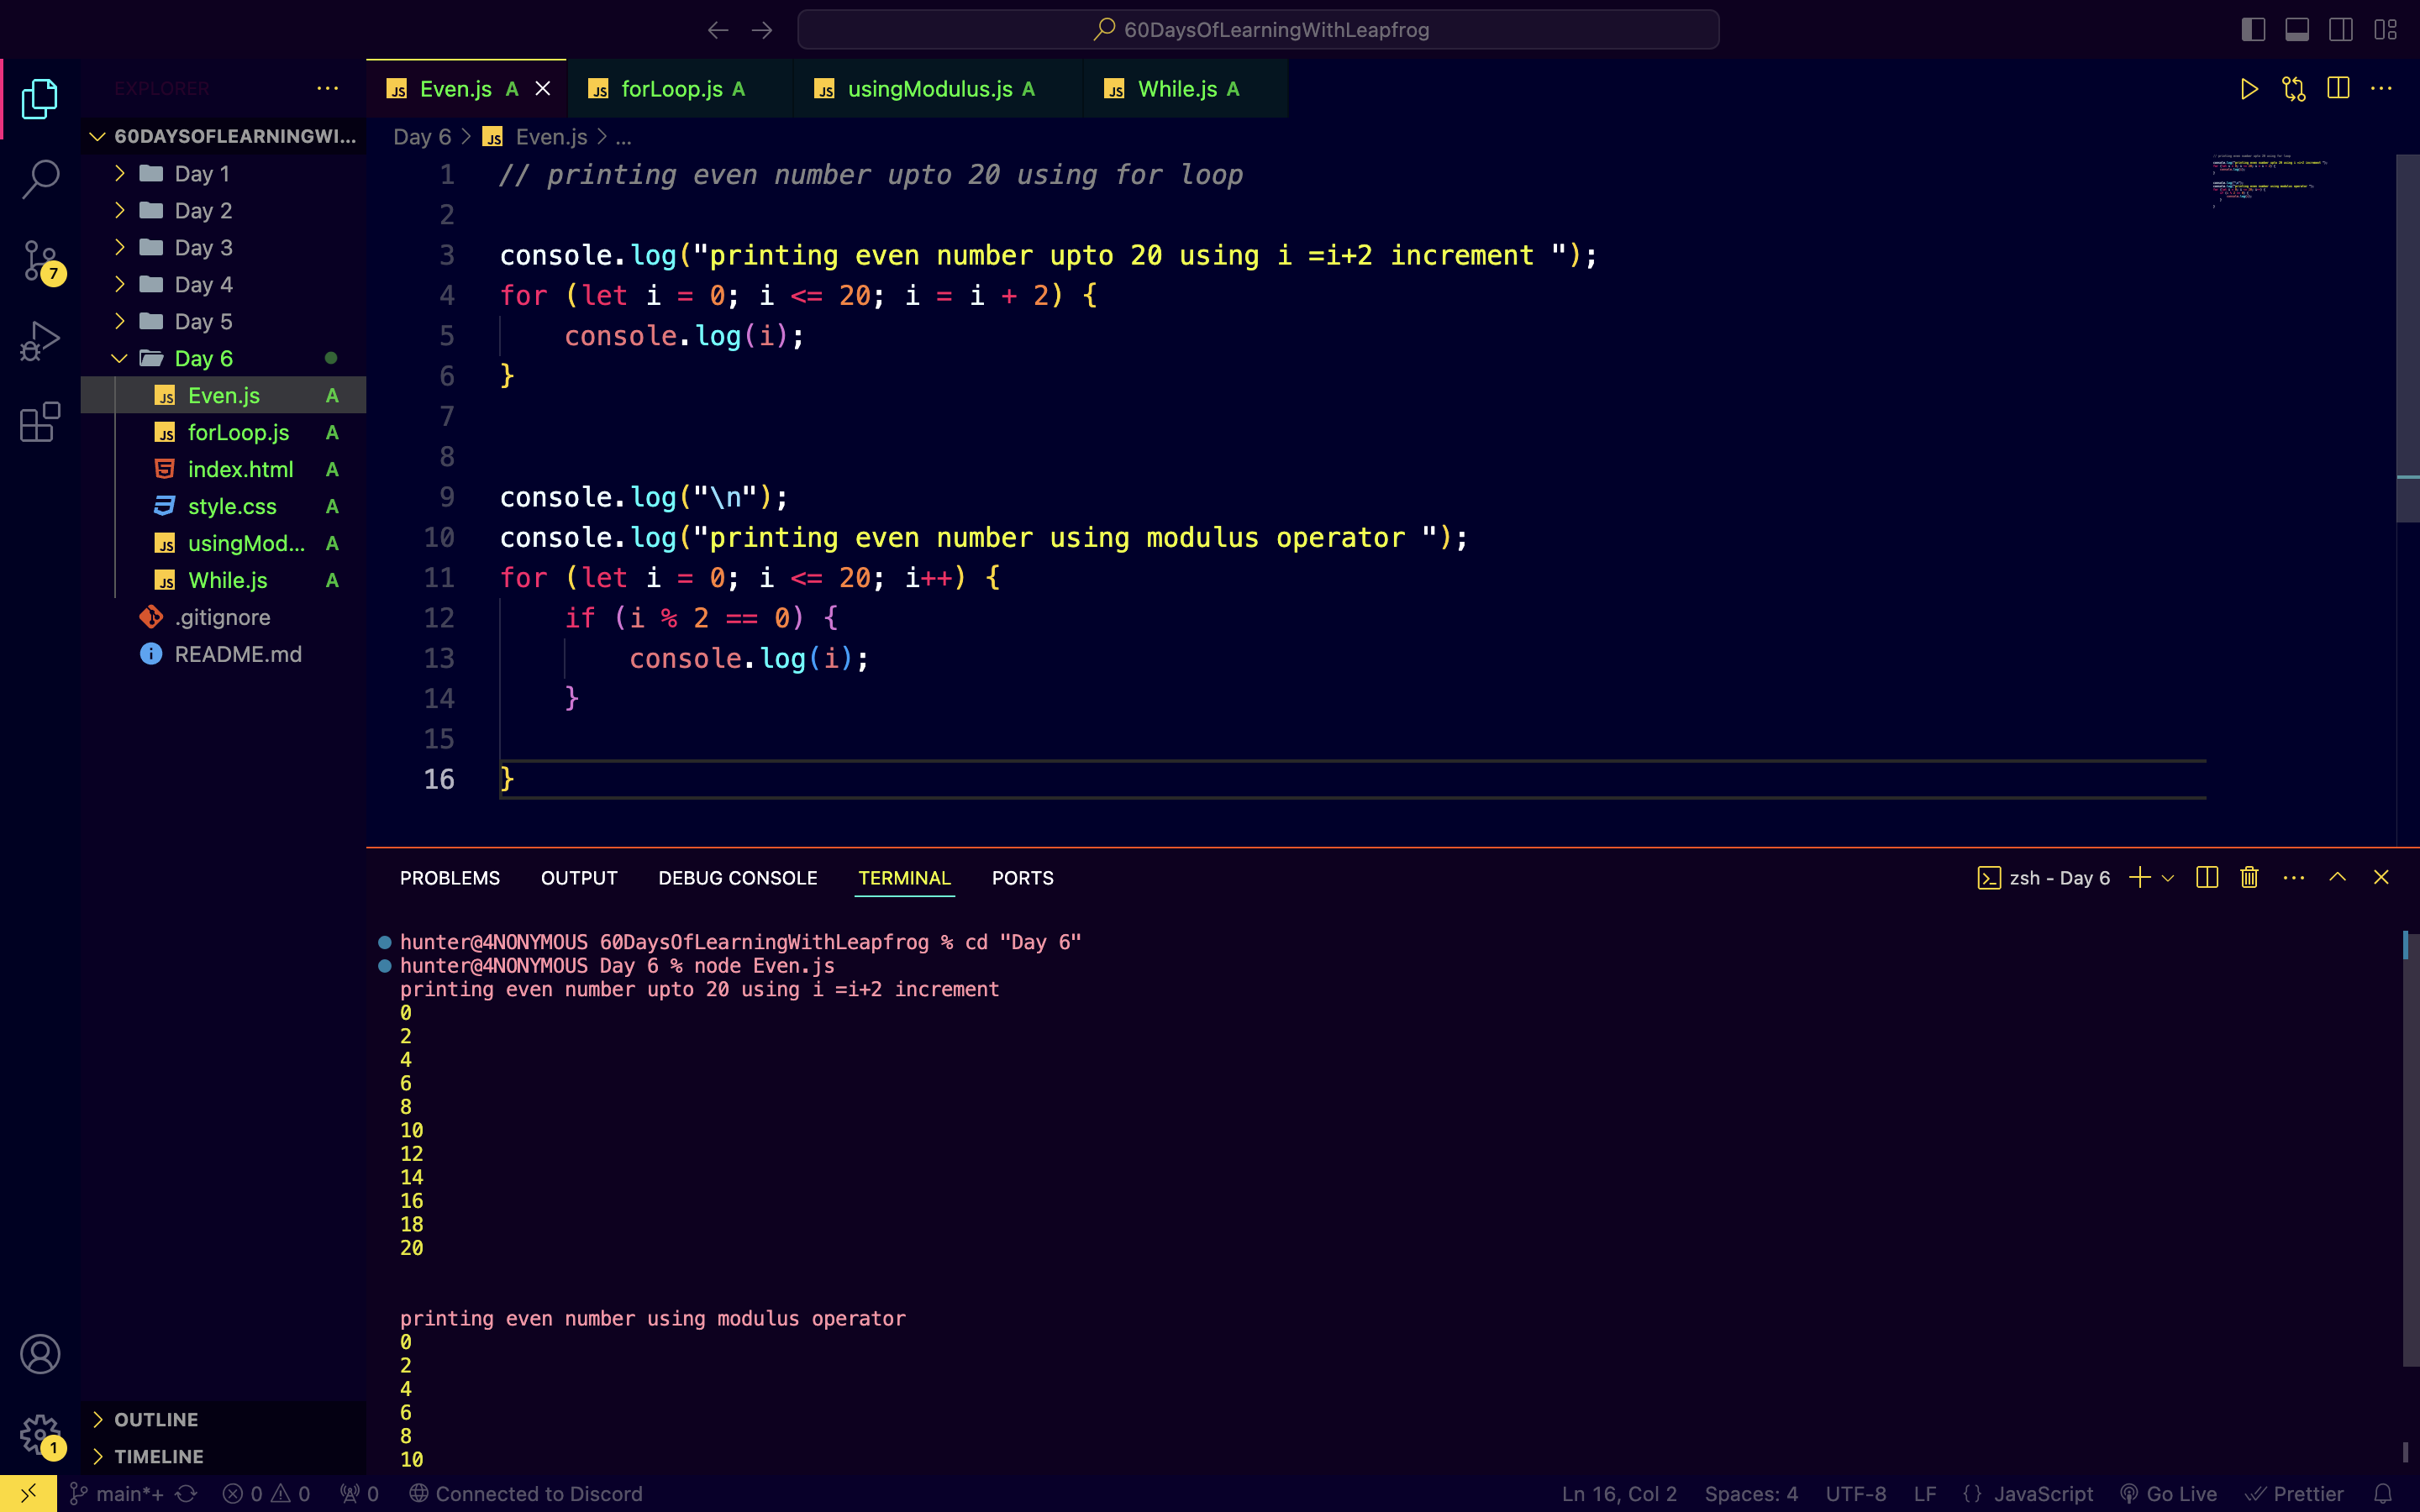 60DaysOfLearningWithLeapfrog
EXPLORER
60DAYSOFLEARNINGWI...
Day 1
Day 2
Day 3
Day 4
Day 5
Day 6
Even.js A
forLoop.js A
index.html A
style.css A
usingMod... A
While.js A
.gitignore
README.md
OUTLINE
TIMELINE
7
1
Even.js A
forLoop.js A
usingModulus.js A
While.js A
Day 6 > Even.js > ...
1 // printing even number upto 20 using for loop
2
3 console.log("printing even number upto 20 using i =i+2 increment ");
4 for (let i = 0; i <= 20; i = i + 2) {
5 console.log(i);
6 }
7
8
9 console.log("\n");
10 console.log("printing even number using modulus operator ");
11 for (let i = 0; i <= 20; i++) {
12 if (i % 2 == 0) {
13 console.log(i);
14 }
15
16 }
PROBLEMS OUTPUT DEBUG CONSOLE TERMINAL PORTS
zsh - Day 6
hunter@4NONYMOUS 60DaysOfLearningWithLeapfrog % cd "Day 6"
hunter@4NONYMOUS Day 6 % node Even.js
printing even number upto 20 using i =i+2 increment
0
2
4
6
8
10
12
14
16
18
20
printing even number using modulus operator
0
2
4
6
8
10
main*+ 0 0 0 Connected to Discord
Ln 16, Col 2 Spaces: 4 UTF-8 LF {} JavaScript Go Live Prettier